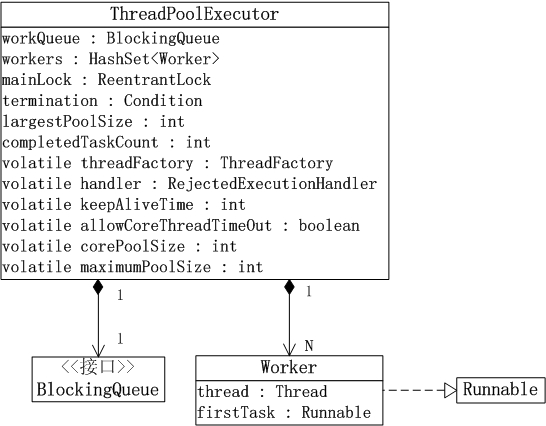 ThreadPoolExecutor
workQueue : BlockingQueue
workers : HashSet<Worker>
mainLock : ReentrantLock
termination : Condition
largestPoolSize : int
completedTaskCount : int
volatile threadFactory : ThreadFactory
volatile handler : RejectedExecutionHandler
volatile keepAliveTime : int
volatile allowCoreThreadTimeOut : boolean
volatile corePoolSize : int
volatile maximumPoolSize : int
1
1
1
N
<<接口>>
BlockingQueue
Worker
thread : Thread
firstTask : Runnable
Runnable